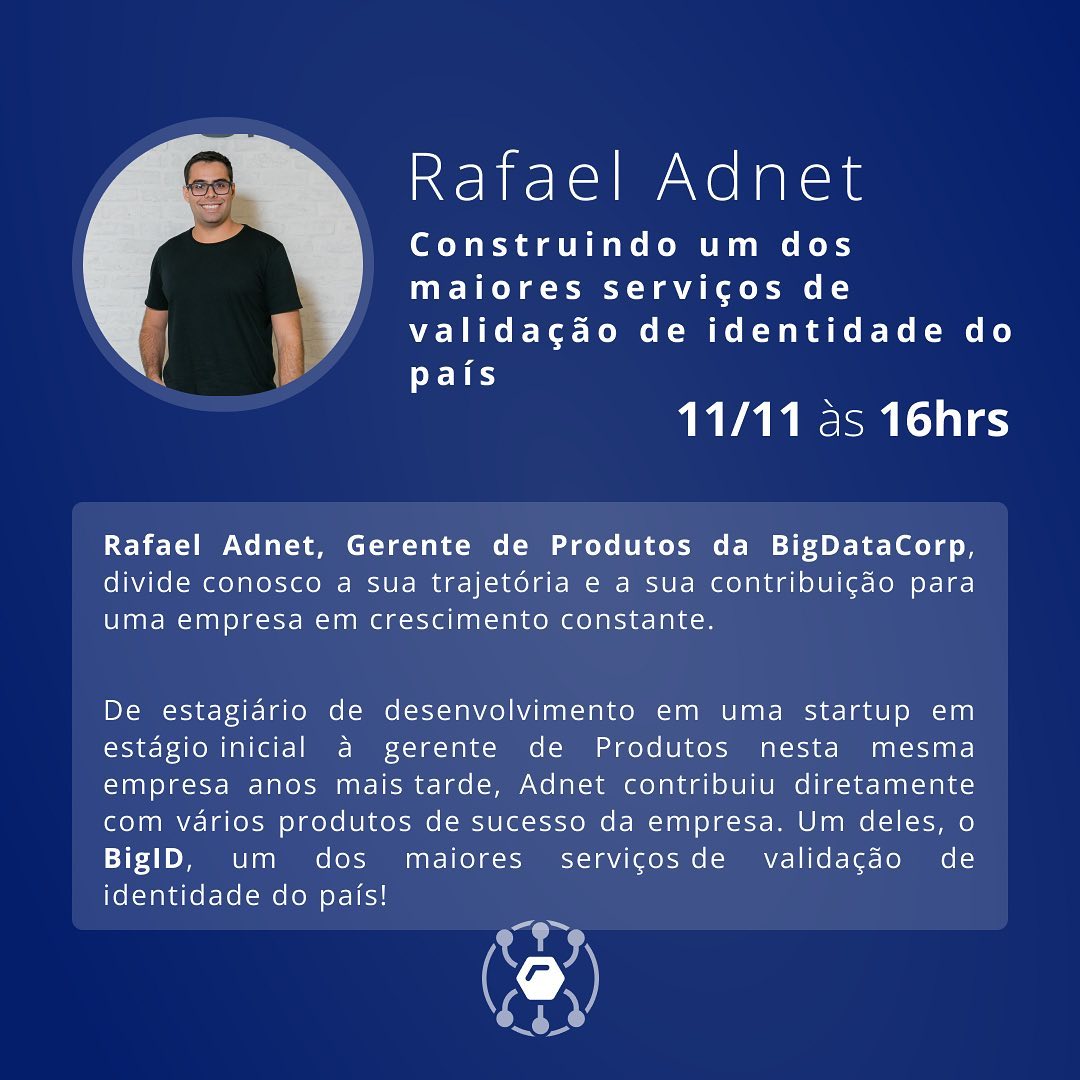 Rafael Adnet
Construindo um dos
maiores serviços de
validação de identidade do
país
11/11 às 16hrs
Rafael Adnet, Gerente de Produtos da BigDataCorp,
divide conosco a sua trajetória e a sua contribuição para
uma empresa em crescimento constante.
De estagiário de desenvolvimento em uma startup em
estágio inicial à gerente de Produtos nesta mesma
empresa anos mais tarde, Adnet contribuiu diretamente
com vários produtos de sucesso da empresa. Um deles, o
BigID, um dos maiores serviços de validação de
identidade do país!